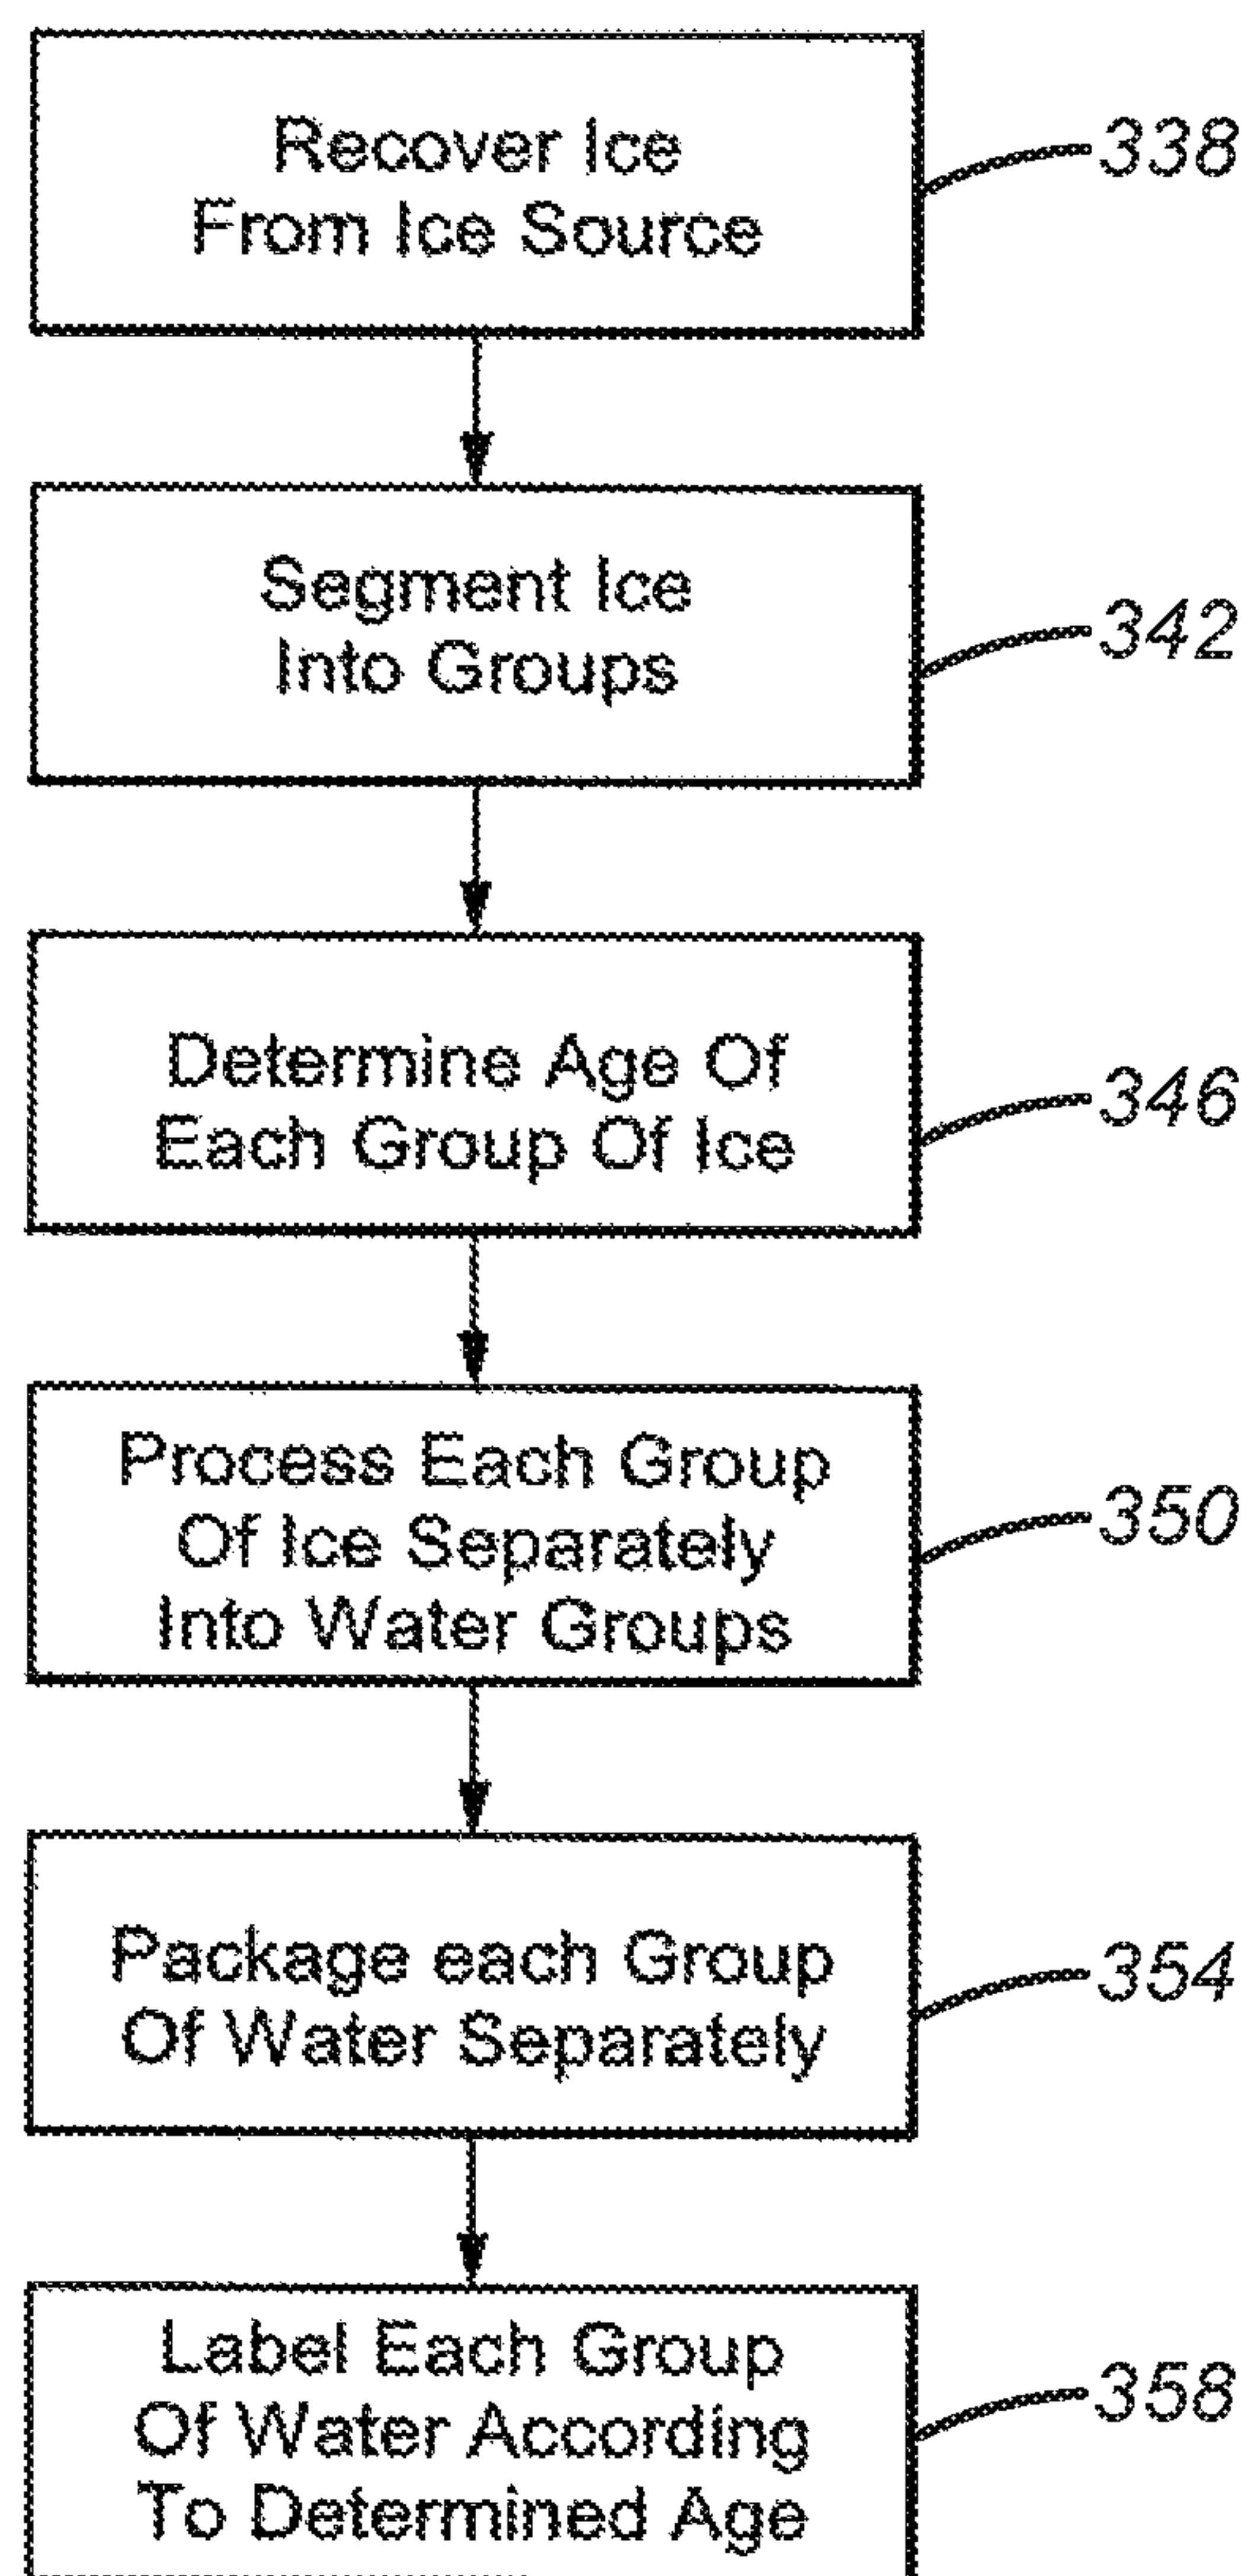 Recover Ice
From Ice Source
338
Segment Ice
Into Groups
342
Determine Age Of
Each Group Of Ice
346
Process Each Group
Of Ice Separately
Into Water Groups
350
Package each Group
Of Water Separately
354
Label Each Group
Of Water According
To Determined Age
358